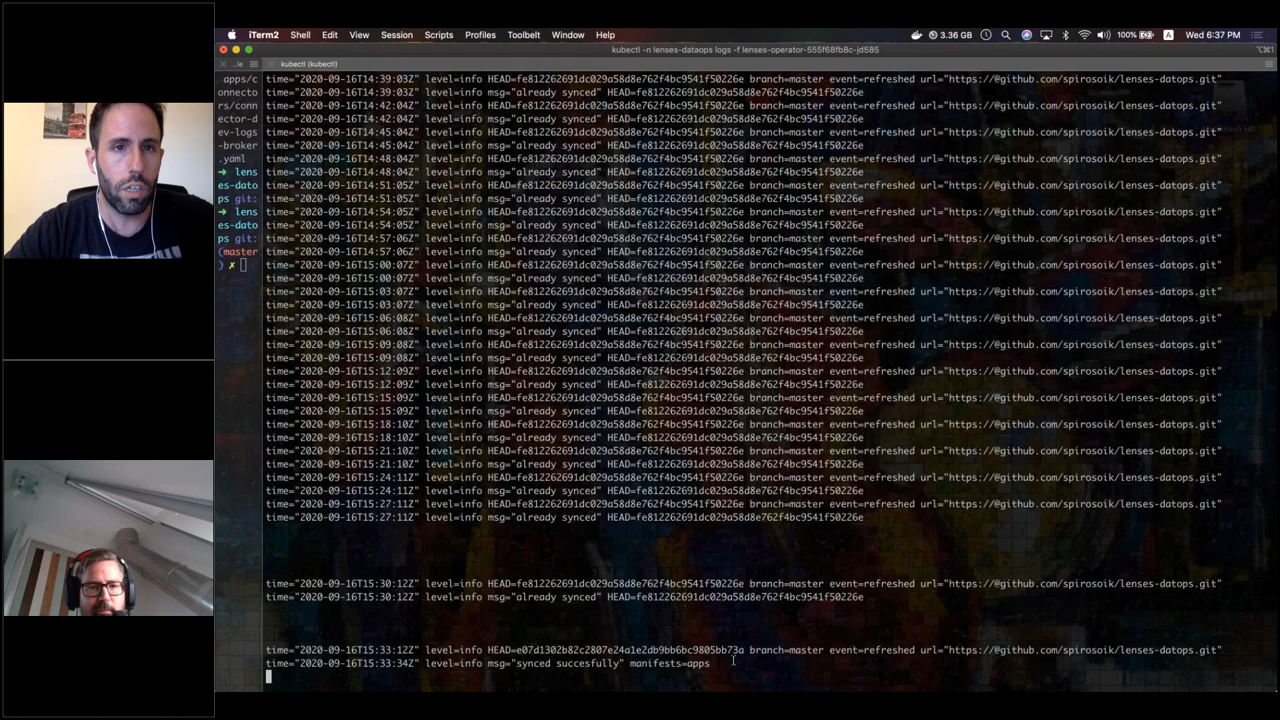 iTerm2 Shell Edit View Session Scripts Profiles Toolbelt Window Help 3.36 GB 100% A Wed 6:37 PM
kubectl -n lenses-dataops logs -f lenses-operator-555f68fb8c-jd585
⌥⌘1
..le
kubectl (kubectl)
apps/c
onnecto
rs/conn
ector-d
ev-logs
-broker
.yaml
➜ lens
es-dato
ps git:
➜ lens
es-dato
ps git:
(master
) ✗
time="2020-09-16T14:39:03Z" level=info HEAD=fe812262691dc029a58d8e762f4bc9541f50226e branch=master event=refreshed url="https://@github.com/spirosoik/lenses-datops.git"
time="2020-09-16T14:39:03Z" level=info msg="already synced" HEAD=fe812262691dc029a58d8e762f4bc9541f50226e
time="2020-09-16T14:42:04Z" level=info HEAD=fe812262691dc029a58d8e762f4bc9541f50226e branch=master event=refreshed url="https://@github.com/spirosoik/lenses-datops.git"
time="2020-09-16T14:42:04Z" level=info msg="already synced" HEAD=fe812262691dc029a58d8e762f4bc9541f50226e
time="2020-09-16T14:45:04Z" level=info HEAD=fe812262691dc029a58d8e762f4bc9541f50226e branch=master event=refreshed url="https://@github.com/spirosoik/lenses-datops.git"
time="2020-09-16T14:45:04Z" level=info msg="already synced" HEAD=fe812262691dc029a58d8e762f4bc9541f50226e
time="2020-09-16T14:48:04Z" level=info HEAD=fe812262691dc029a58d8e762f4bc9541f50226e branch=master event=refreshed url="https://@github.com/spirosoik/lenses-datops.git"
time="2020-09-16T14:48:04Z" level=info msg="already synced" HEAD=fe812262691dc029a58d8e762f4bc9541f50226e
time="2020-09-16T14:51:05Z" level=info HEAD=fe812262691dc029a58d8e762f4bc9541f50226e branch=master event=refreshed url="https://@github.com/spirosoik/lenses-datops.git"
time="2020-09-16T14:51:05Z" level=info msg="already synced" HEAD=fe812262691dc029a58d8e762f4bc9541f50226e
time="2020-09-16T14:54:05Z" level=info HEAD=fe812262691dc029a58d8e762f4bc9541f50226e branch=master event=refreshed url="https://@github.com/spirosoik/lenses-datops.git"
time="2020-09-16T14:54:05Z" level=info msg="already synced" HEAD=fe812262691dc029a58d8e762f4bc9541f50226e
time="2020-09-16T14:57:06Z" level=info HEAD=fe812262691dc029a58d8e762f4bc9541f50226e branch=master event=refreshed url="https://@github.com/spirosoik/lenses-datops.git"
time="2020-09-16T14:57:06Z" level=info msg="already synced" HEAD=fe812262691dc029a58d8e762f4bc9541f50226e
time="2020-09-16T15:00:07Z" level=info HEAD=fe812262691dc029a58d8e762f4bc9541f50226e branch=master event=refreshed url="https://@github.com/spirosoik/lenses-datops.git"
time="2020-09-16T15:00:07Z" level=info msg="already synced" HEAD=fe812262691dc029a58d8e762f4bc9541f50226e
time="2020-09-16T15:03:07Z" level=info HEAD=fe812262691dc029a58d8e762f4bc9541f50226e branch=master event=refreshed url="https://@github.com/spirosoik/lenses-datops.git"
time="2020-09-16T15:03:07Z" level=info msg="already synced" HEAD=fe812262691dc029a58d8e762f4bc9541f50226e
time="2020-09-16T15:06:08Z" level=info HEAD=fe812262691dc029a58d8e762f4bc9541f50226e branch=master event=refreshed url="https://@github.com/spirosoik/lenses-datops.git"
time="2020-09-16T15:06:08Z" level=info msg="already synced" HEAD=fe812262691dc029a58d8e762f4bc9541f50226e
time="2020-09-16T15:09:08Z" level=info HEAD=fe812262691dc029a58d8e762f4bc9541f50226e branch=master event=refreshed url="https://@github.com/spirosoik/lenses-datops.git"
time="2020-09-16T15:09:08Z" level=info msg="already synced" HEAD=fe812262691dc029a58d8e762f4bc9541f50226e
time="2020-09-16T15:12:09Z" level=info HEAD=fe812262691dc029a58d8e762f4bc9541f50226e branch=master event=refreshed url="https://@github.com/spirosoik/lenses-datops.git"
time="2020-09-16T15:12:09Z" level=info msg="already synced" HEAD=fe812262691dc029a58d8e762f4bc9541f50226e
time="2020-09-16T15:15:09Z" level=info HEAD=fe812262691dc029a58d8e762f4bc9541f50226e branch=master event=refreshed url="https://@github.com/spirosoik/lenses-datops.git"
time="2020-09-16T15:15:09Z" level=info msg="already synced" HEAD=fe812262691dc029a58d8e762f4bc9541f50226e
time="2020-09-16T15:18:10Z" level=info HEAD=fe812262691dc029a58d8e762f4bc9541f50226e branch=master event=refreshed url="https://@github.com/spirosoik/lenses-datops.git"
time="2020-09-16T15:18:10Z" level=info msg="already synced" HEAD=fe812262691dc029a58d8e762f4bc9541f50226e
time="2020-09-16T15:21:10Z" level=info HEAD=fe812262691dc029a58d8e762f4bc9541f50226e branch=master event=refreshed url="https://@github.com/spirosoik/lenses-datops.git"
time="2020-09-16T15:21:10Z" level=info msg="already synced" HEAD=fe812262691dc029a58d8e762f4bc9541f50226e
time="2020-09-16T15:24:11Z" level=info HEAD=fe812262691dc029a58d8e762f4bc9541f50226e branch=master event=refreshed url="https://@github.com/spirosoik/lenses-datops.git"
time="2020-09-16T15:24:11Z" level=info msg="already synced" HEAD=fe812262691dc029a58d8e762f4bc9541f50226e
time="2020-09-16T15:27:11Z" level=info HEAD=fe812262691dc029a58d8e762f4bc9541f50226e branch=master event=refreshed url="https://@github.com/spirosoik/lenses-datops.git"
time="2020-09-16T15:27:11Z" level=info msg="already synced" HEAD=fe812262691dc029a58d8e762f4bc9541f50226e
time="2020-09-16T15:30:12Z" level=info HEAD=fe812262691dc029a58d8e762f4bc9541f50226e branch=master event=refreshed url="https://@github.com/spirosoik/lenses-datops.git"
time="2020-09-16T15:30:12Z" level=info msg="already synced" HEAD=fe812262691dc029a58d8e762f4bc9541f50226e
time="2020-09-16T15:33:12Z" level=info HEAD=e07d1302b82c2807e24a1e2db9bb6bc9805bb73a branch=master event=refreshed url="https://@github.com/spirosoik/lenses-datops.git"
time="2020-09-16T15:33:34Z" level=info msg="synced succesfully" manifests=apps